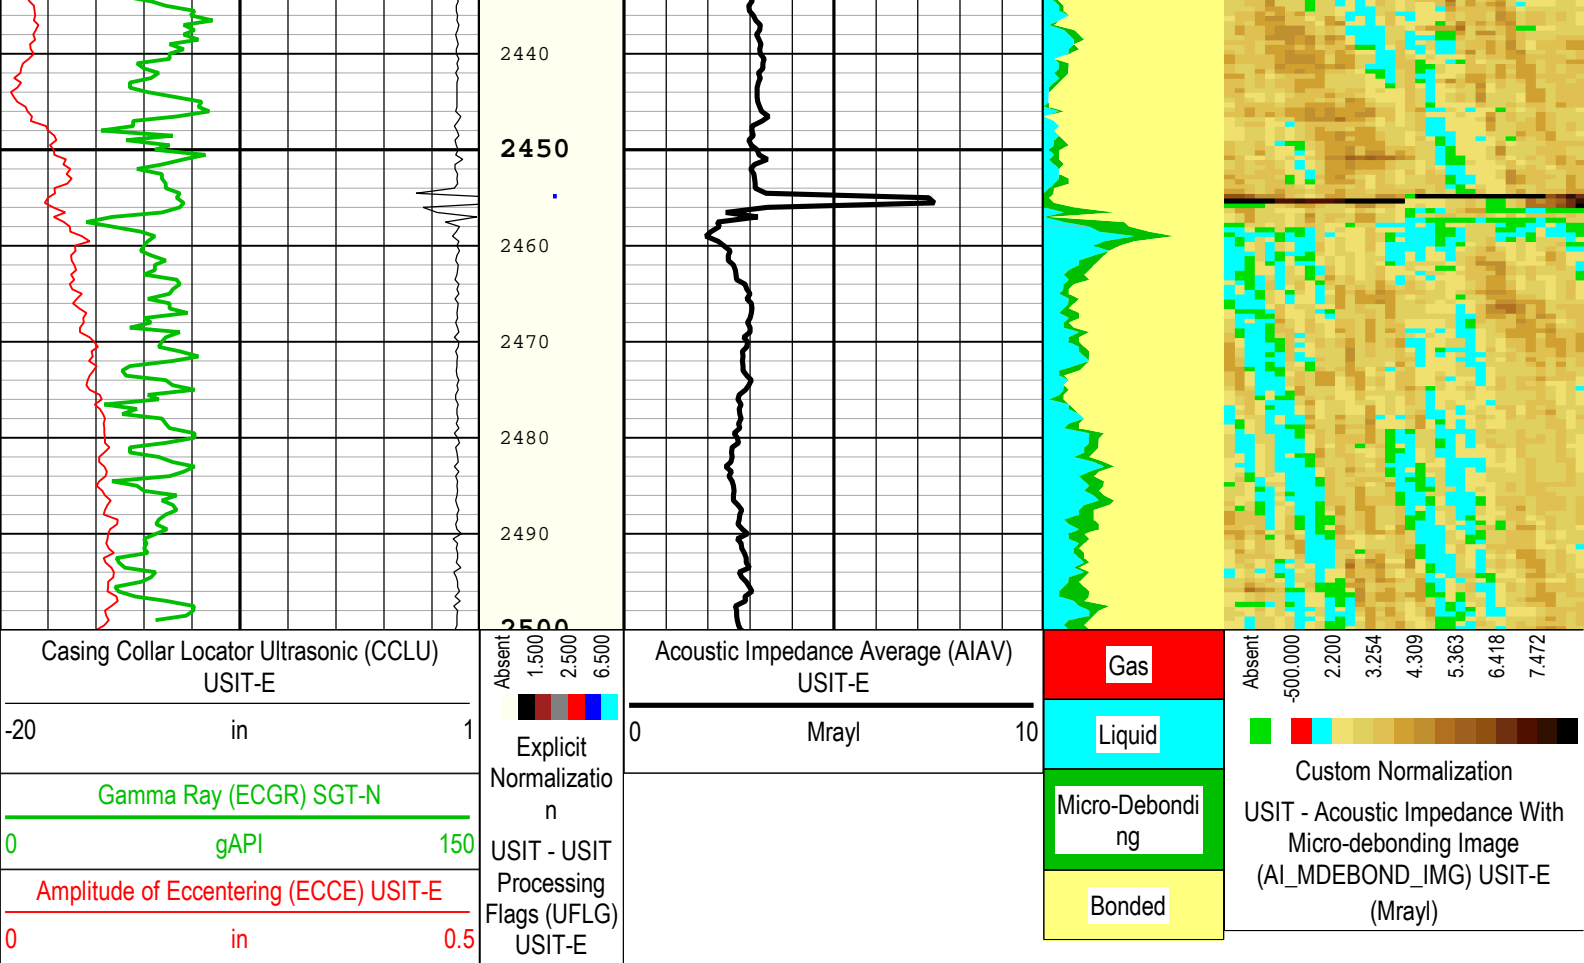 2440
2450
2460
2470
2480
2490
2500
Casing Collar Locator Ultrasonic (CCLU)
USIT-E
-20 in 1
Gamma Ray (ECGR) SGT-N
0 gAPI 150
Amplitude of Eccentering (ECCE) USIT-E
0 in 0.5
Absent
1.500
2.500
6.500
Explicit
Normalizatio
n
USIT - USIT
Processing
Flags (UFLG)
USIT-E
Acoustic Impedance Average (AIAV)
USIT-E
0 Mrayl 10
Gas
Liquid
Micro-Debondi
ng
Bonded
Absent
-500.000
2.200
3.254
4.309
5.363
6.418
7.472
Custom Normalization
USIT - Acoustic Impedance With
Micro-debonding Image
(AI_MDEBOND_IMG) USIT-E
(Mrayl)